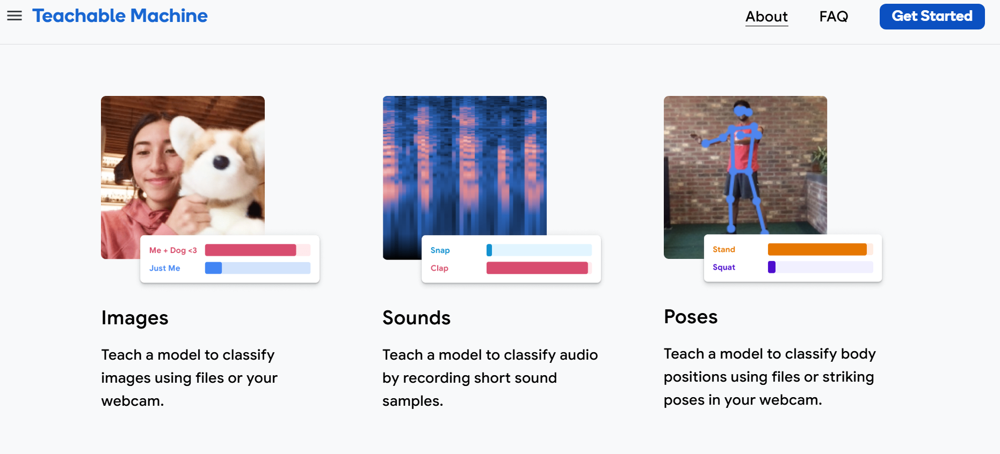 Teachable Machine
About
FAQ
Get Started
Me + Dog <3
Just Me
Snap
Clap
Stand
Squat
Images
Teach a model to classify
images using files or your
webcam.
Sounds
Teach a model to classify audio
by recording short sound
samples.
Poses
Teach a model to classify body
positions using files or striking
poses in your webcam.